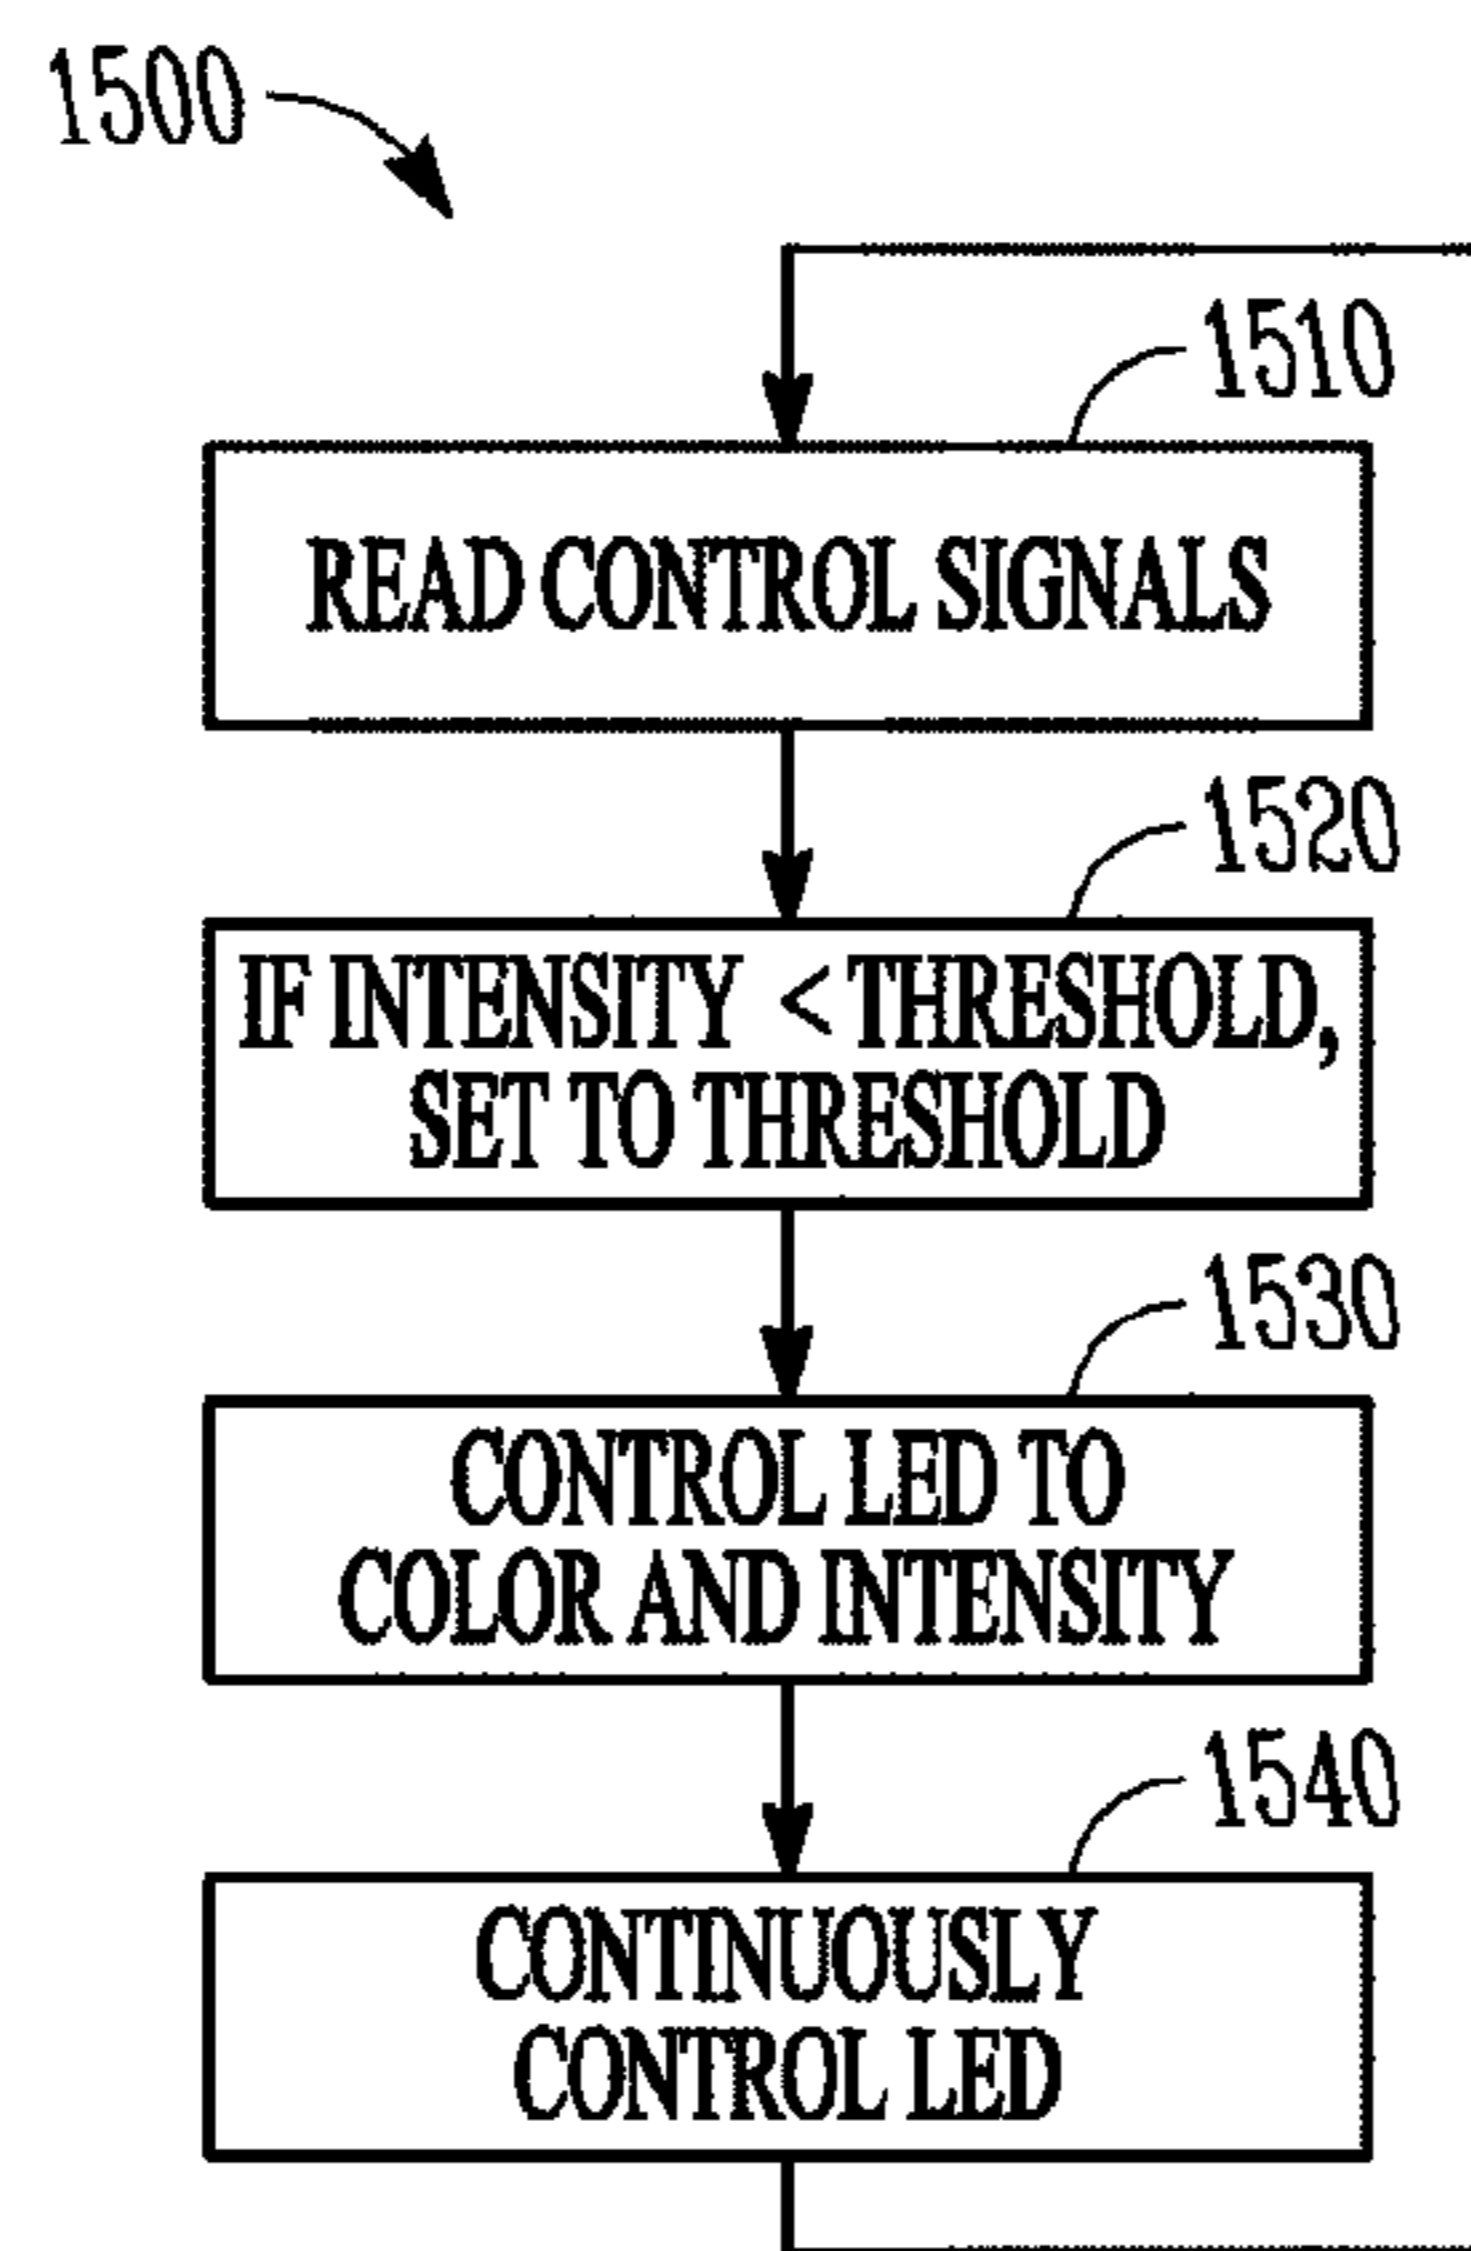 1500
1510
READ CONTROL SIGNALS
1520
IF INTENSITY < THRESHOLD,
SET TO THRESHOLD
1530
CONTROL LED TO
COLOR AND INTENSITY
1540
CONTINUOUSLY
CONTROL LED